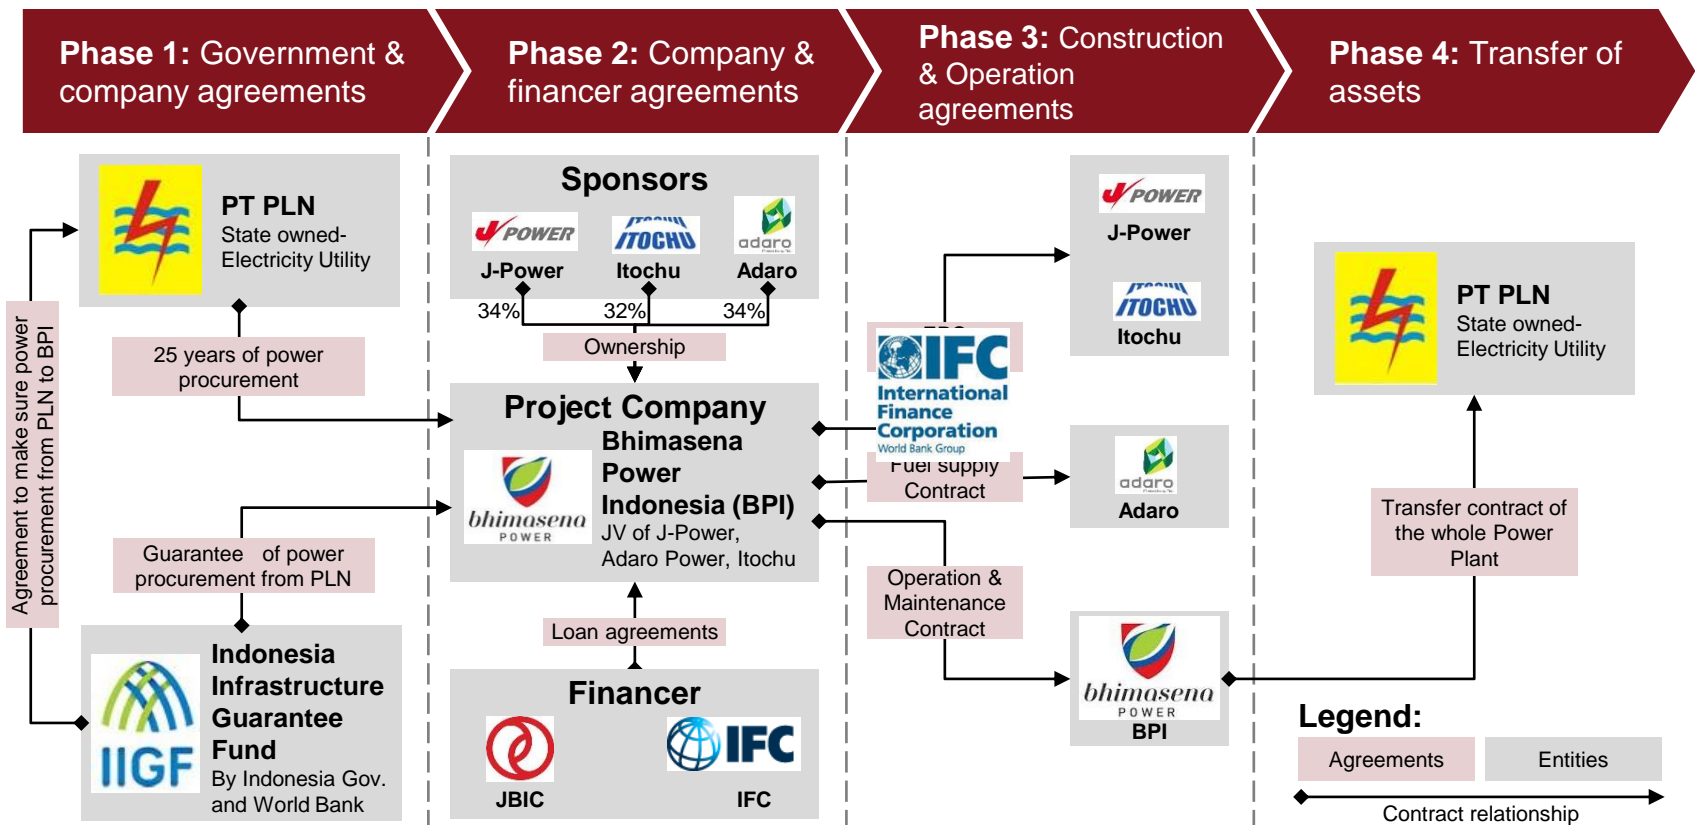 Phase 1: Government &
company agreements
Phase 2: Company &
financer agreements
Phase 3: Construction
& Operation
agreements
Phase 4: Transfer of
assets
PT PLN
State owned-
Electricity Utility
25 years of power
procurement
Agreement to make sure power
procurement from PLN to BPI
Guarantee of power
procurement from PLN
IIGF
Indonesia
Infrastructure
Guarantee
Fund
By Indonesia Gov.
and World Bank
Sponsors
POWER
ITOCHU
adaro
J-Power
Itochu
Adaro
34%
32%
34%
Ownership
Project Company
Bhimasena
Power
Indonesia (BPI)
JV of J-Power,
Adaro Power, Itochu
bhimasena
POWER
Loan agreements
Financer
IFC
JBIC
IFC
POWER
J-Power
ITOCHU
Itochu
IFC
International
Finance
Corporation
World Bank Group
Fuel supply
Contract
adaro
Adaro
Operation &
Maintenance
Contract
bhimasena
POWER
BPI
PT PLN
State owned-
Electricity Utility
Transfer contract of
the whole Power
Plant
Legend:
Agreements
Entities
Contract relationship